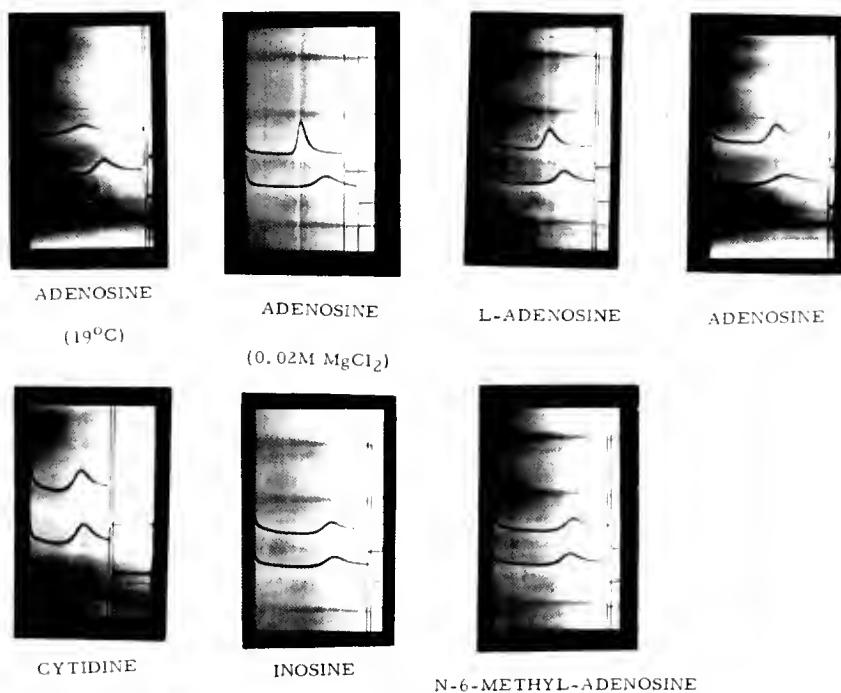 ADENOSINE
(19°C)
ADENOSINE
(0.02M MgCl₂)
L-ADENOSINE
ADENOSINE
CYTIDINE
INOSINE
N-6-METHYL-ADENOSINE